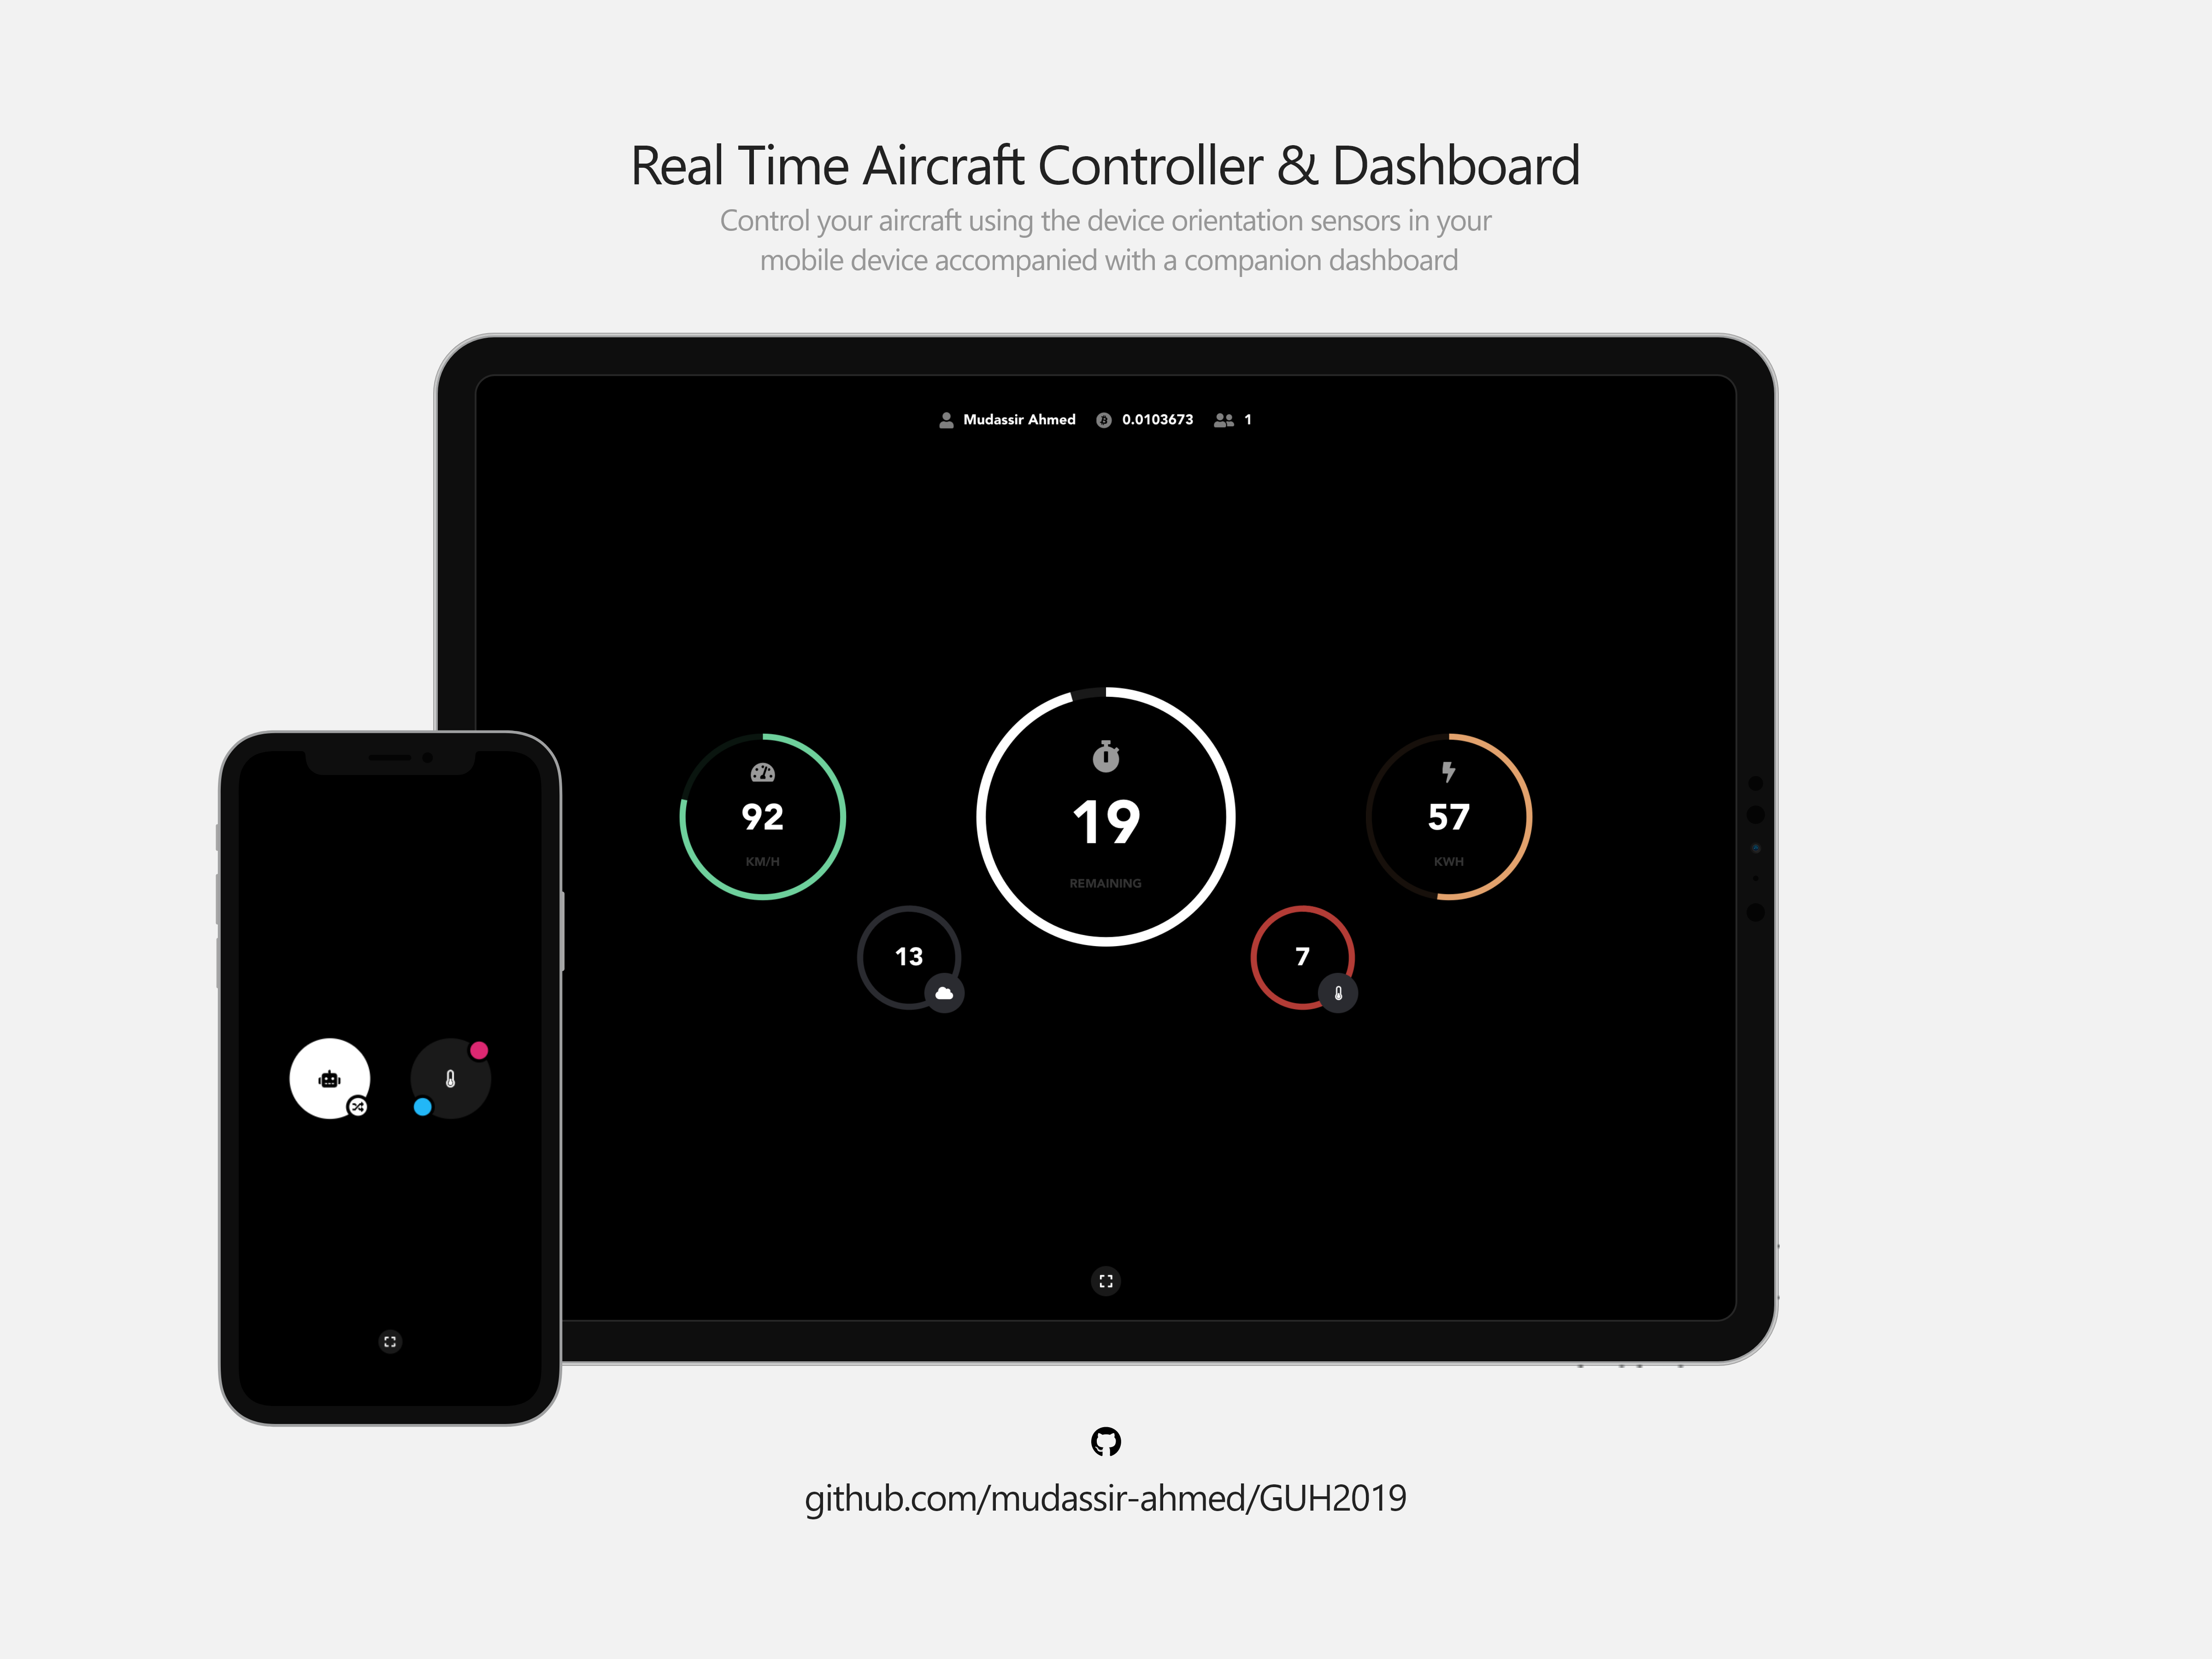 Real Time Aircraft Controller & Dashboard
Control your aircraft using the device orientation sensors in your
mobile device accompanied with a companion dashboard
Mudassir Ahmed 0.0103673 1
92
KM/H
19
REMAINING
57
KWH
13
7
github.com/mudassir-ahmed/GUH2019